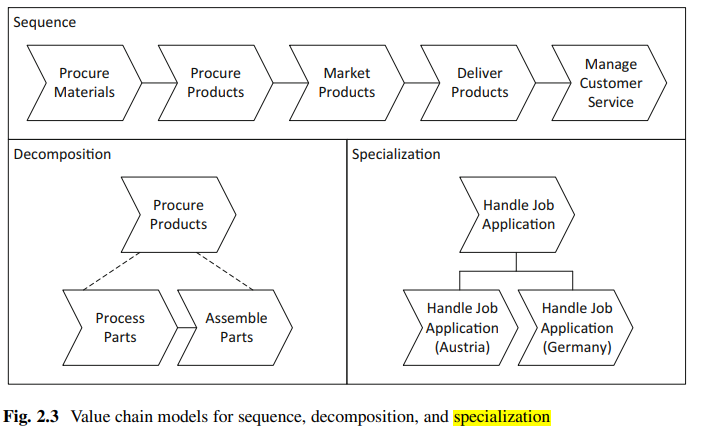 Sequence
Procure
Materials
Procure
Products
Market
Products
Deliver
Products
Manage
Customer
Service
Decomposition
Procure
Products
Process
Parts
Assemble
Parts
Specialization
Handle Job
Application
Handle Job
Application
(Austria)
Handle Job
Application
(Germany)
Fig. 2.3 Value chain models for sequence, decomposition, and specialization